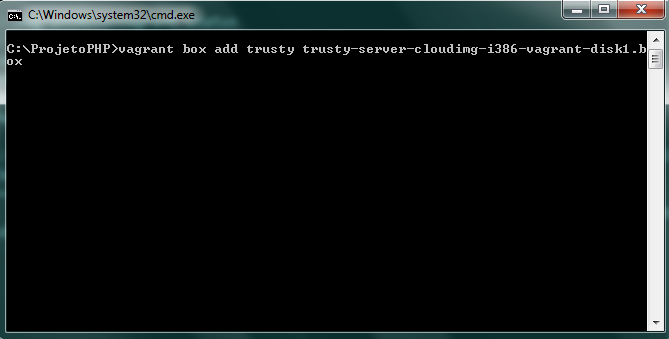 C:\Windows\system32\cmd.exe
C:\ProjetoPHP>vagrant box add trusty trusty-server-cloudimg-i386-vagrant-disk1.b
ox